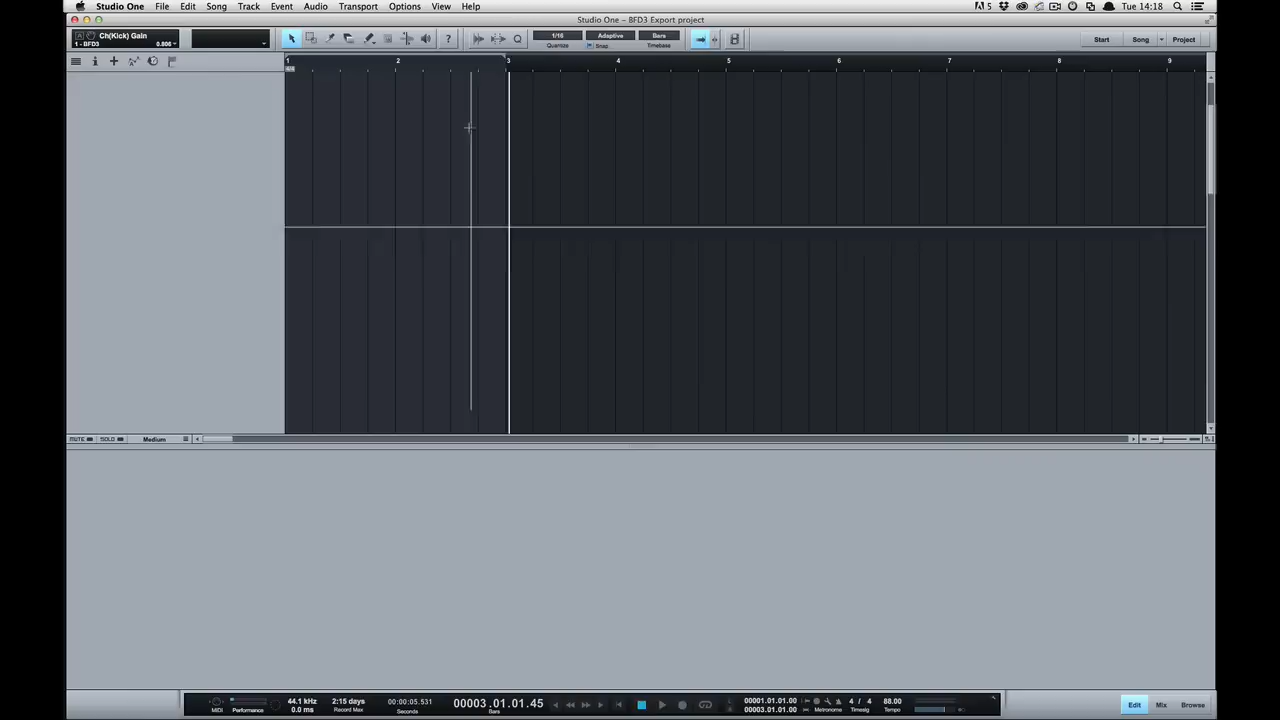 Studio One File Edit Song Track Event Audio Transport Options View Help 5 Tue 14:18
Studio One – BFD3 Export project
Ch(Kick) Gain
1 - BFD3 0.806
1/16 Adaptive Bars
Quantize Snap Timebase
? Q
Start Song Project
1 2 3 4 5 6 7 8 9
4/4
MUTE SOLO Medium
44.1 kHz 2:15 days 00:00:05.531 00003.01.01.45 00001.01.01.00 4 / 4 88.00
MIDI Performance 0.0 ms Record Max Seconds Bars 00003.01.01.00 Metronome Timesig Tempo
Edit Mix Browse